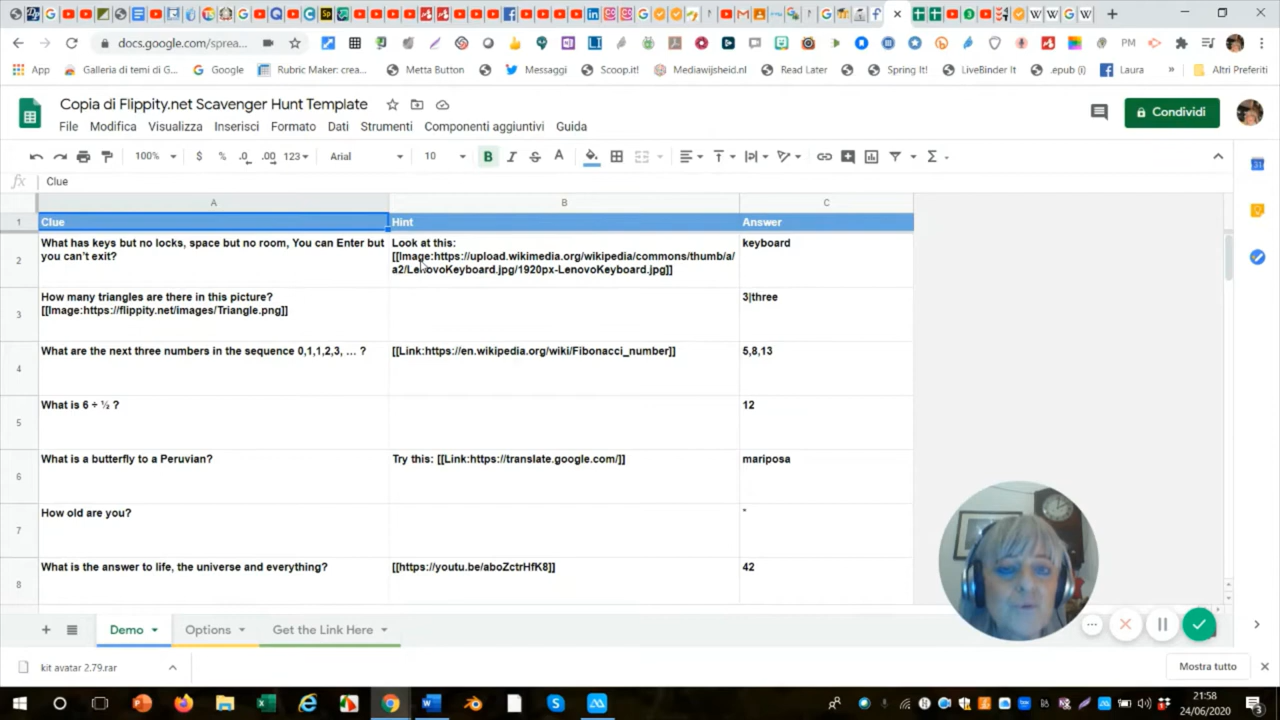 docs.google.com/sprea...
PM
App
Galleria di temi di G...
Google
Rubric Maker: crea...
Metta Button
Messaggi
Scoop.it!
Mediawijsheid.nl
Read Later
Spring It!
LiveBinder It
.epub (i)
Laura
»
Altri Preferiti
Copia di Flippity.net Scavenger Hunt Template
File Modifica Visualizza Inserisci Formato Dati Strumenti Componenti aggiuntivi Guida
Condividi
100% $ % .0 .00 123 Arial 10 B I S A
fx Clue
A B C
1 Clue Hint Answer
2 What has keys but no locks, space but no room, You can Enter but
you can't exit?
Look at this:
[[Image:https://upload.wikimedia.org/wikipedia/commons/thumb/a/
a2/LenovoKeyboard.jpg/1920px-LenovoKeyboard.jpg]]
keyboard
3 How many triangles are there in this picture?
[[Image:https://flippity.net/images/Triangle.png]]
3|three
4 What are the next three numbers in the sequence 0,1,1,2,3, … ?
[[Link:https://en.wikipedia.org/wiki/Fibonacci_number]]
5,8,13
5 What is 6 ÷ ½ ?
12
6 What is a butterfly to a Peruvian?
Try this: [[Link:https://translate.google.com/]]
mariposa
7 How old are you?
*
8 What is the answer to life, the universe and everything?
[[https://youtu.be/aboZctrHfK8]]
42
Demo Options Get the Link Here
kit avatar 2.79.rar
Mostra tutto
21:58
24/06/2020